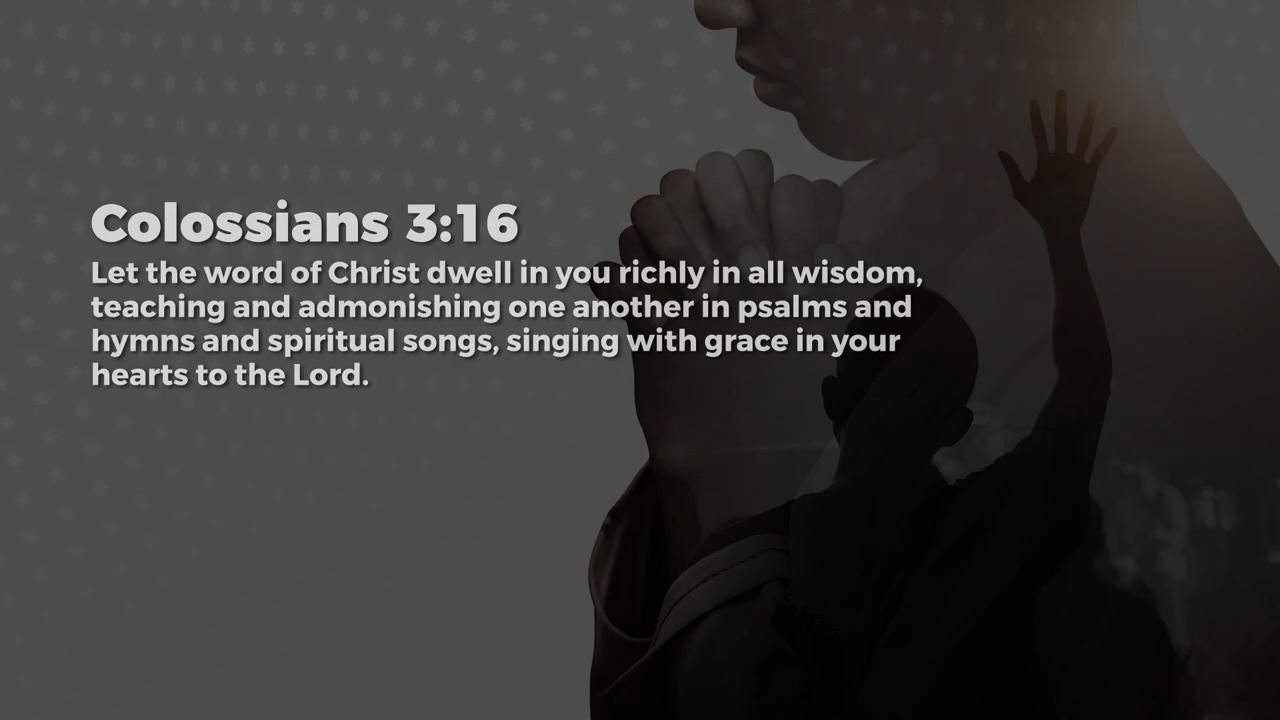 Colossians 3:16
Let the word of Christ dwell in you richly in all wisdom,
teaching and admonishing one another in psalms and
hymns and spiritual songs, singing with grace in your
hearts to the Lord.